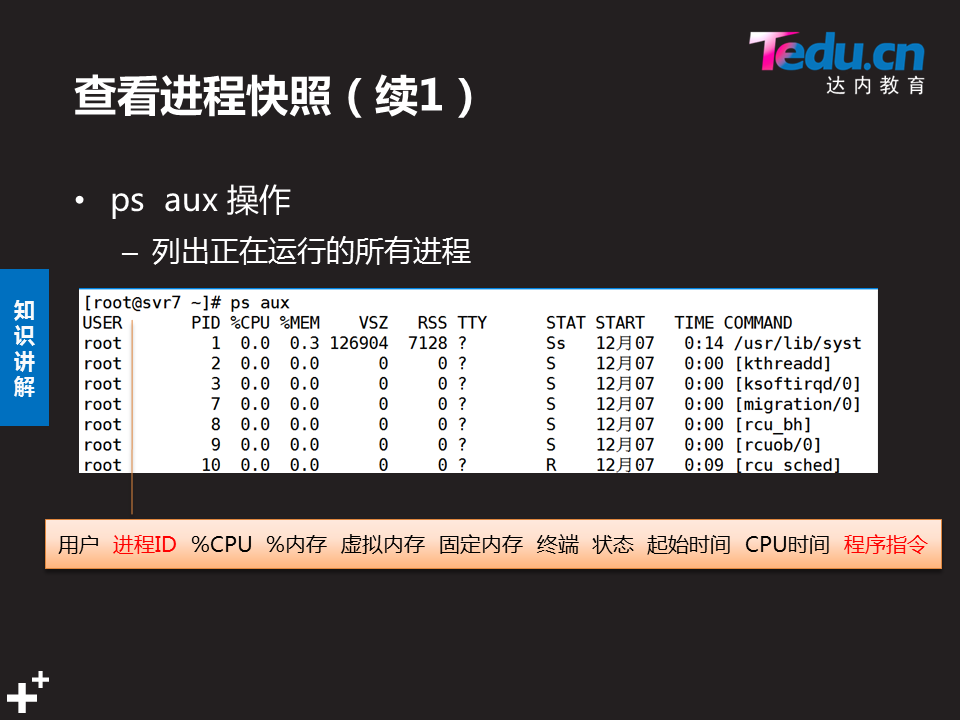 Tedu.cn
达内教育
查看进程快照（续1）
• ps aux 操作
– 列出正在运行的所有进程
知识讲解
[root@svr7 ~]# ps aux
USER PID %CPU %MEM VSZ RSS TTY STAT START TIME COMMAND
root 1 0.0 0.3 126904 7128 ? Ss 12月07 0:14 /usr/lib/syst
root 2 0.0 0.0 0 0 ? S 12月07 0:00 [kthreadd]
root 3 0.0 0.0 0 0 ? S 12月07 0:00 [ksoftirqd/0]
root 7 0.0 0.0 0 0 ? S 12月07 0:00 [migration/0]
root 8 0.0 0.0 0 0 ? S 12月07 0:00 [rcu_bh]
root 9 0.0 0.0 0 0 ? S 12月07 0:00 [rcuob/0]
root 10 0.0 0.0 0 0 ? R 12月07 0:09 [rcu_sched]
用户 进程ID %CPU %内存 虚拟内存 固定内存 终端 状态 起始时间 CPU时间 程序指令